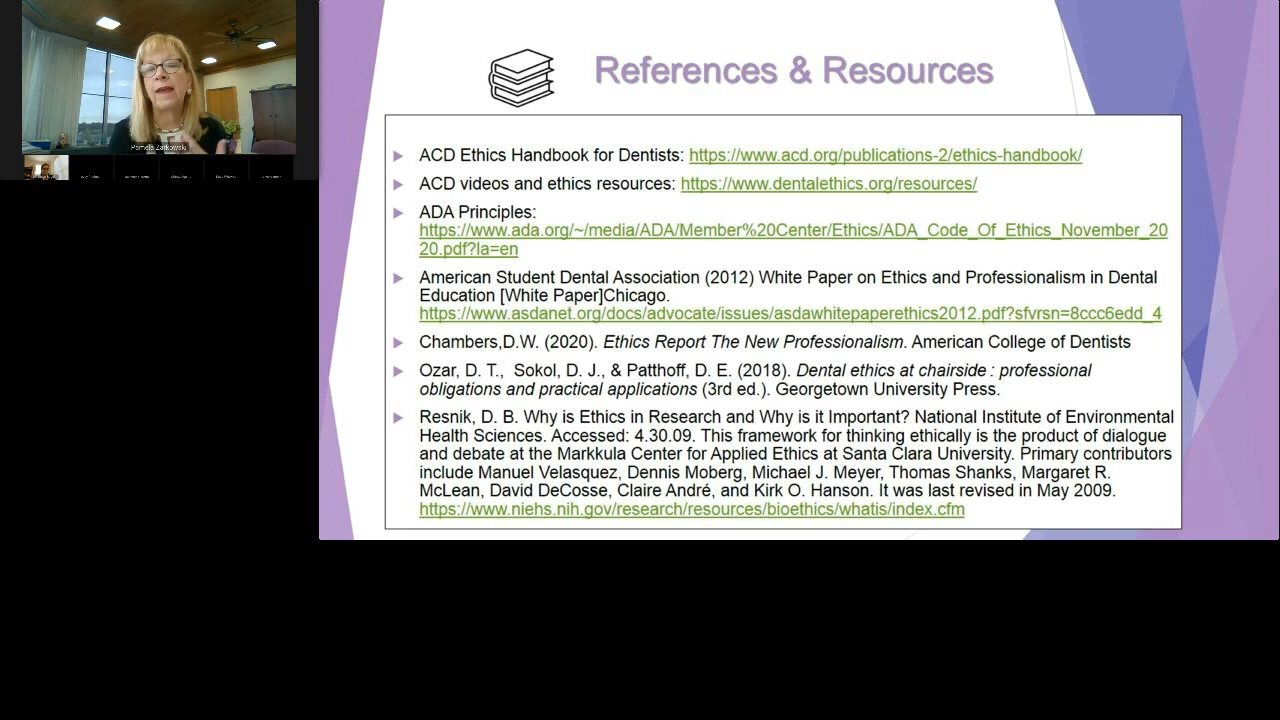 Pamela Zarkowski
References & Resources
ACD Ethics Handbook for Dentists: https://www.acd.org/publications-2/ethics-handbook/
ACD videos and ethics resources: https://www.dentalethics.org/resources/
ADA Principles:
https://www.ada.org/~/media/ADA/Member%20Center/Ethics/ADA_Code_Of_Ethics_November_20
20.pdf?la=en
American Student Dental Association (2012) White Paper on Ethics and Professionalism in Dental
Education [White Paper]Chicago.
https://www.asdanet.org/docs/advocate/issues/asdawhitepaperethics2012.pdf?sfvrsn=8ccc6edd_4
Chambers,D.W. (2020). Ethics Report The New Professionalism. American College of Dentists
Ozar, D. T., Sokol, D. J., & Patthoff, D. E. (2018). Dental ethics at chairside : professional
obligations and practical applications (3rd ed.). Georgetown University Press.
Resnik, D. B. Why is Ethics in Research and Why is it Important? National Institute of Environmental
Health Sciences. Accessed: 4.30.09. This framework for thinking ethically is the product of dialogue
and debate at the Markkula Center for Applied Ethics at Santa Clara University. Primary contributors
include Manuel Velasquez, Dennis Moberg, Michael J. Meyer, Thomas Shanks, Margaret R.
McLean, David DeCosse, Claire André, and Kirk O. Hanson. It was last revised in May 2009.
https://www.niehs.nih.gov/research/resources/bioethics/whatis/index.cfm